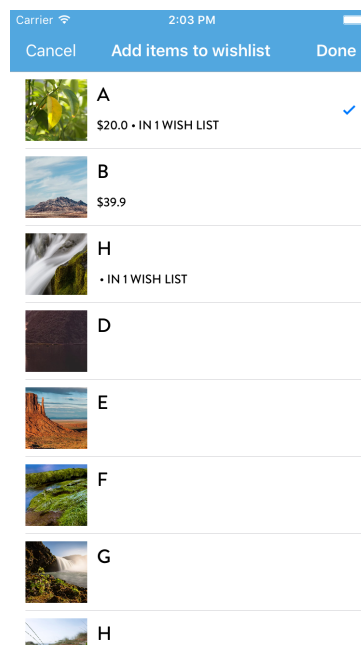 Carrier 2:03 PM
Cancel Add items to wishlist Done
A
$20.0 • IN 1 WISH LIST
B
$39.9
H
• IN 1 WISH LIST
D
E
F
G
H